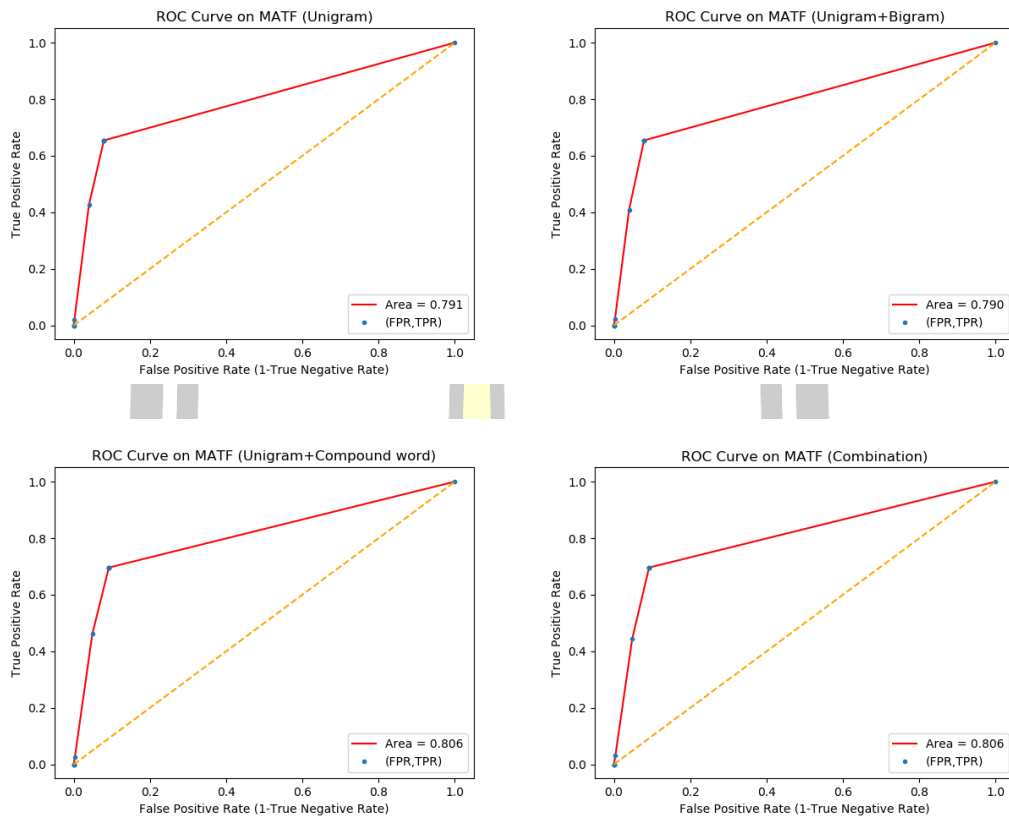 ROC Curve on MATF (Unigram)
True Positive Rate
1.0
0.8
0.6
0.4
0.2
0.0
Area = 0.791
(FPR,TPR)
0.0 0.2 0.4 0.6 0.8 1.0
False Positive Rate (1-True Negative Rate)
ROC Curve on MATF (Unigram+Bigram)
True Positive Rate
1.0
0.8
0.6
0.4
0.2
0.0
Area = 0.790
(FPR,TPR)
0.0 0.2 0.4 0.6 0.8 1.0
False Positive Rate (1-True Negative Rate)
ROC Curve on MATF (Unigram+Compound word)
True Positive Rate
1.0
0.8
0.6
0.4
0.2
0.0
Area = 0.806
(FPR,TPR)
0.0 0.2 0.4 0.6 0.8 1.0
False Positive Rate (1-True Negative Rate)
ROC Curve on MATF (Combination)
True Positive Rate
1.0
0.8
0.6
0.4
0.2
0.0
Area = 0.806
(FPR,TPR)
0.0 0.2 0.4 0.6 0.8 1.0
False Positive Rate (1-True Negative Rate)